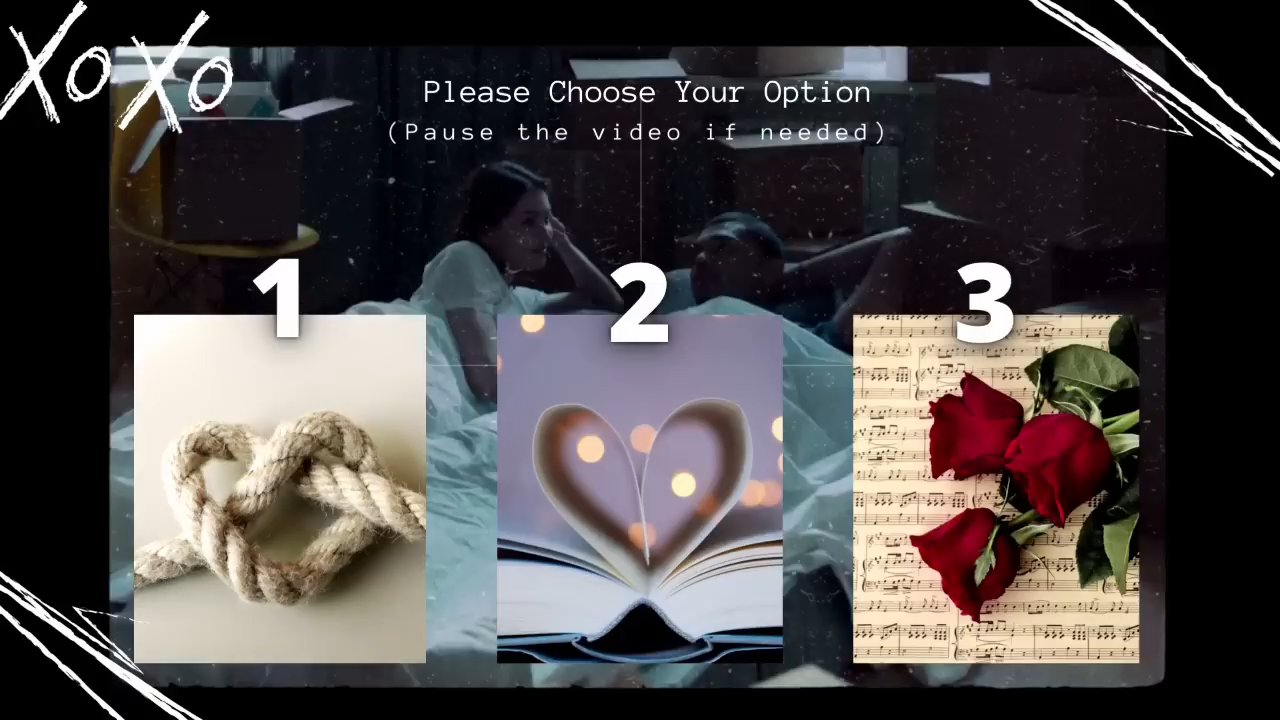 XoXo
Please Choose Your Option
(Pause the video if needed)
1
2
3